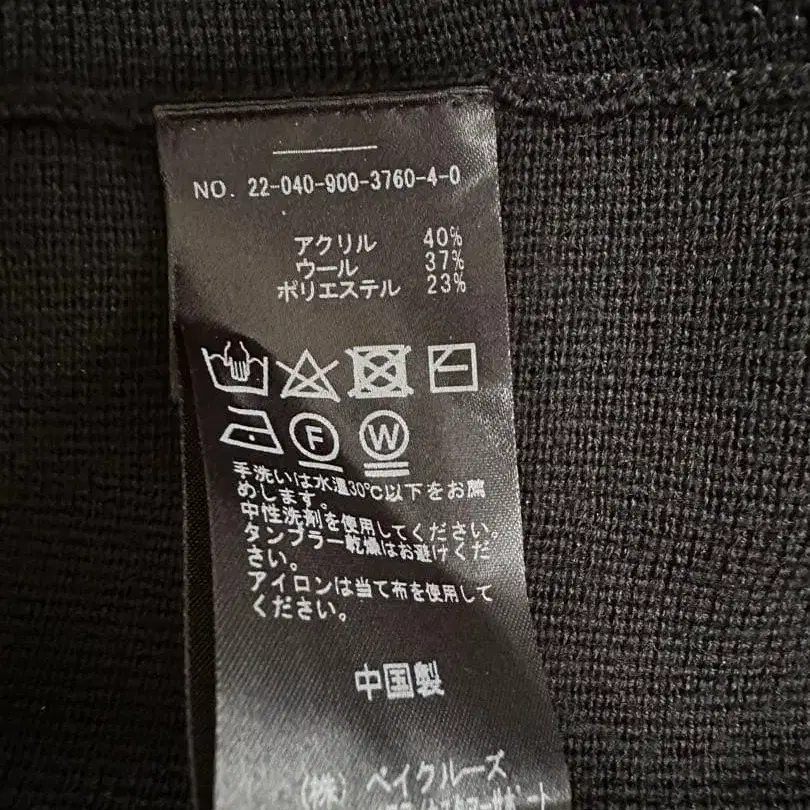 NO. 22-040-900-3760-4-0
アクリル 40%
ウール 37%
ポリエステル 23%
F W
手洗いは水温30℃以下をお薦
めします。
中性洗剤を使用してください。
タンブラー乾燥はお避けくだ
さい。
アイロンは当て布を使用して
ください。
中国製
(株) ベイクルーズ